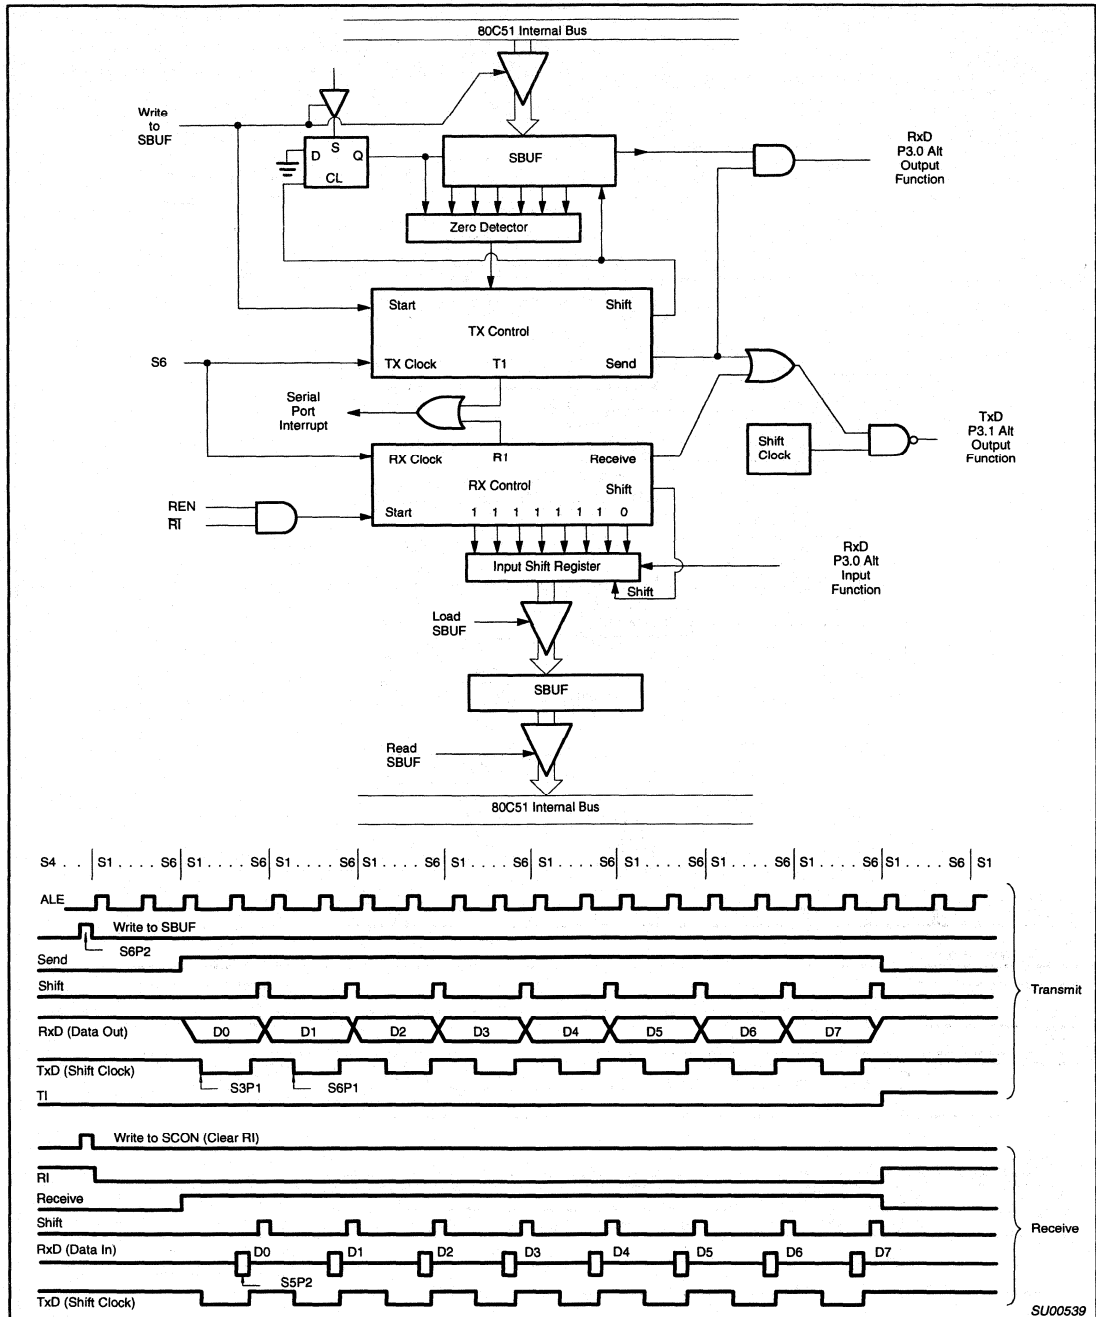 80C51 Internal Bus
Write
to
SBUF
S
D Q
CL
SBUF
RxD
P3.0 Alt
Output
Function
Zero Detector
Start Shift
TX Control
S6
TX Clock T1 Send
Serial
Port
Interrupt
TxD
P3.1 Alt
Output
Function
Shift
Clock
RX Clock R1 Receive
RX Control
Shift
REN
RI
Start 1 1 1 1 1 1 1 0
Input Shift Register
RxD
P3.0 Alt
Input
Function
Shift
Load
SBUF
SBUF
Read
SBUF
80C51 Internal Bus
S4 . . S1 . . . . S6 S1 . . . . S6 S1 . . . . S6 S1 . . . . S6 S1 . . . . S6 S1 . . . . S6 S1 . . . . S6 S1 . . . . S6 S1 . . . . S6 S1 . . . . S6 S1
ALE
Write to SBUF
S6P2
Send
Shift
Transmit
RxD (Data Out) D0 D1 D2 D3 D4 D5 D6 D7
TxD (Shift Clock)
S3P1 S6P1
TI
Write to SCON (Clear RI)
RI
Receive
Shift
Receive
RxD (Data In) D0 D1 D2 D3 D4 D5 D6 D7
S5P2
TxD (Shift Clock)
SU00539